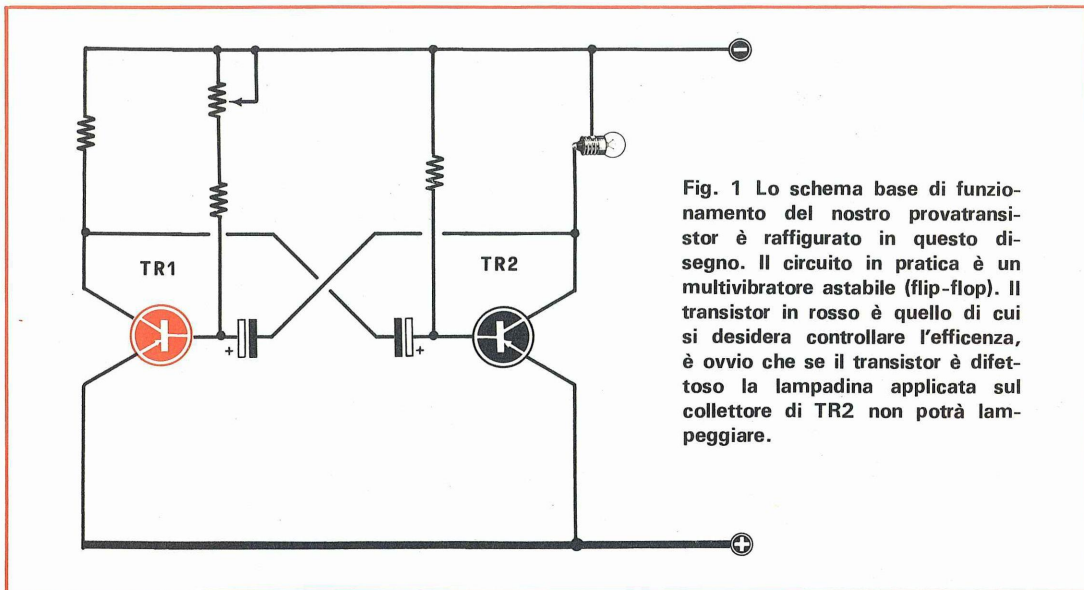 TR1
TR2
+
+
Fig. 1 Lo schema base di funzio-
namento del nostro provatransi-
stor è raffigurato in questo di-
segno. Il circuito in pratica è un
multivibratore astabile (flip-flop). Il
transistor in rosso è quello di cui
si desidera controllare l'efficenza,
è ovvio che se il transistor è difet-
toso la lampadina applicata sul
collettore di TR2 non potrà lam-
peggiare.